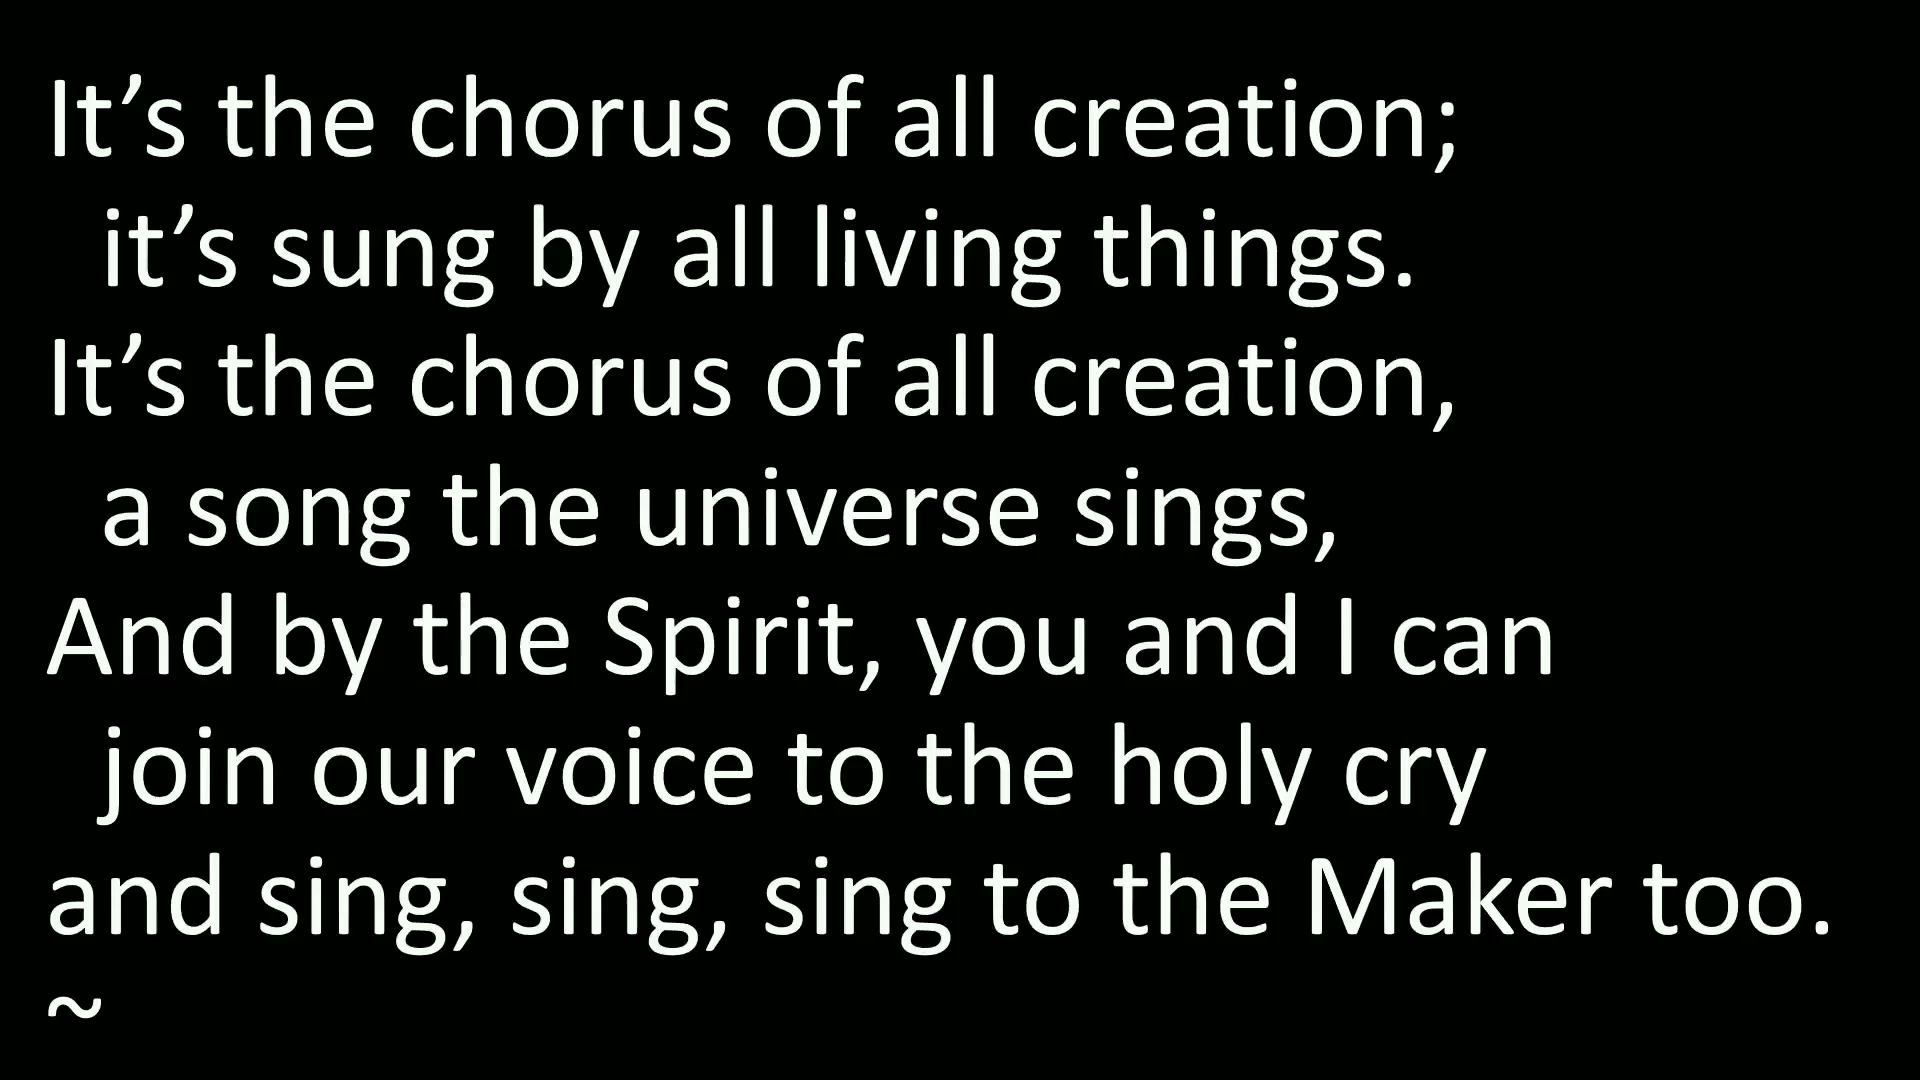 It’s the chorus of all creation;
it’s sung by all living things.
It’s the chorus of all creation,
a song the universe sings,
And by the Spirit, you and I can
join our voice to the holy cry
and sing, sing, sing to the Maker too.
~